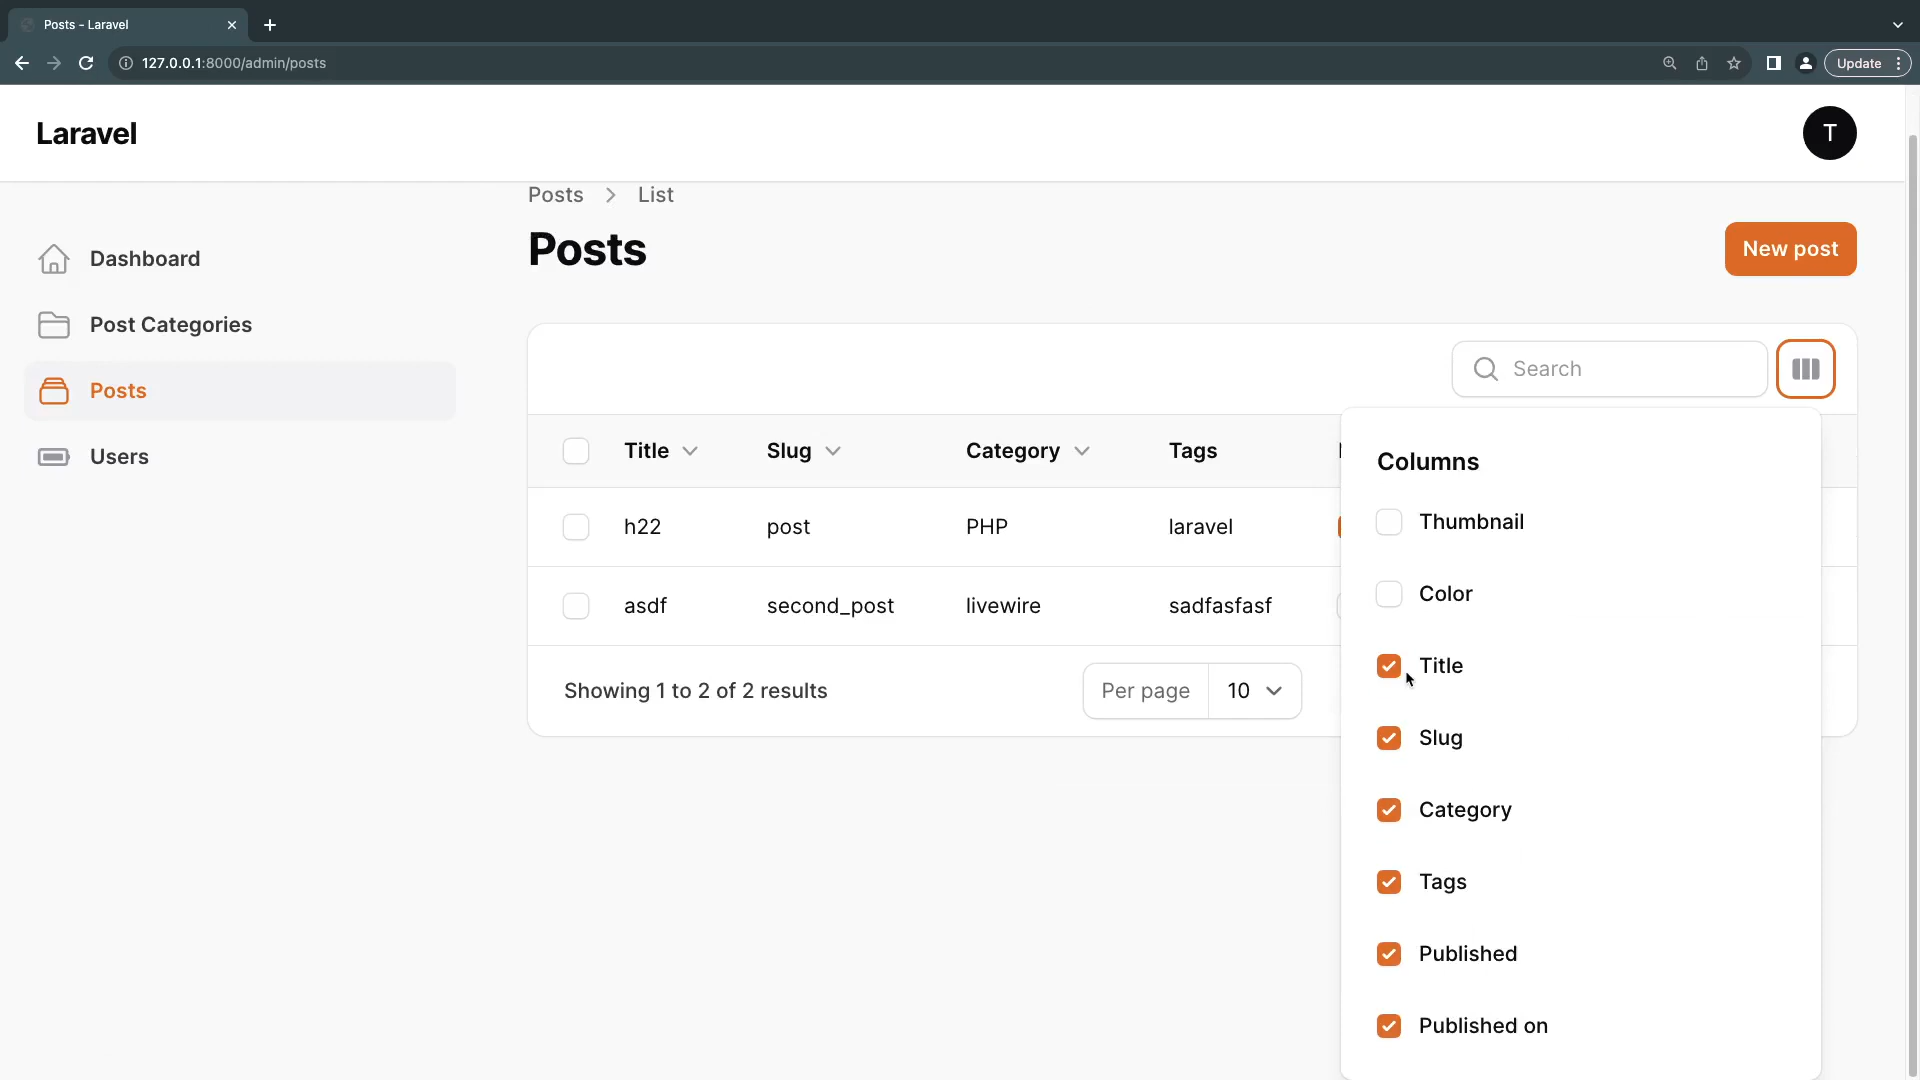 Posts - Laravel
127.0.0.1:8000/admin/posts
Update
Laravel
T
Dashboard
Post Categories
Posts
Users
Posts > List
Posts
New post
Search
Title Slug Category Tags
h22 post PHP laravel
asdf second_post livewire sadfasfasf
Showing 1 to 2 of 2 results
Per page 10
Columns
Thumbnail
Color
Title
Slug
Category
Tags
Published
Published on